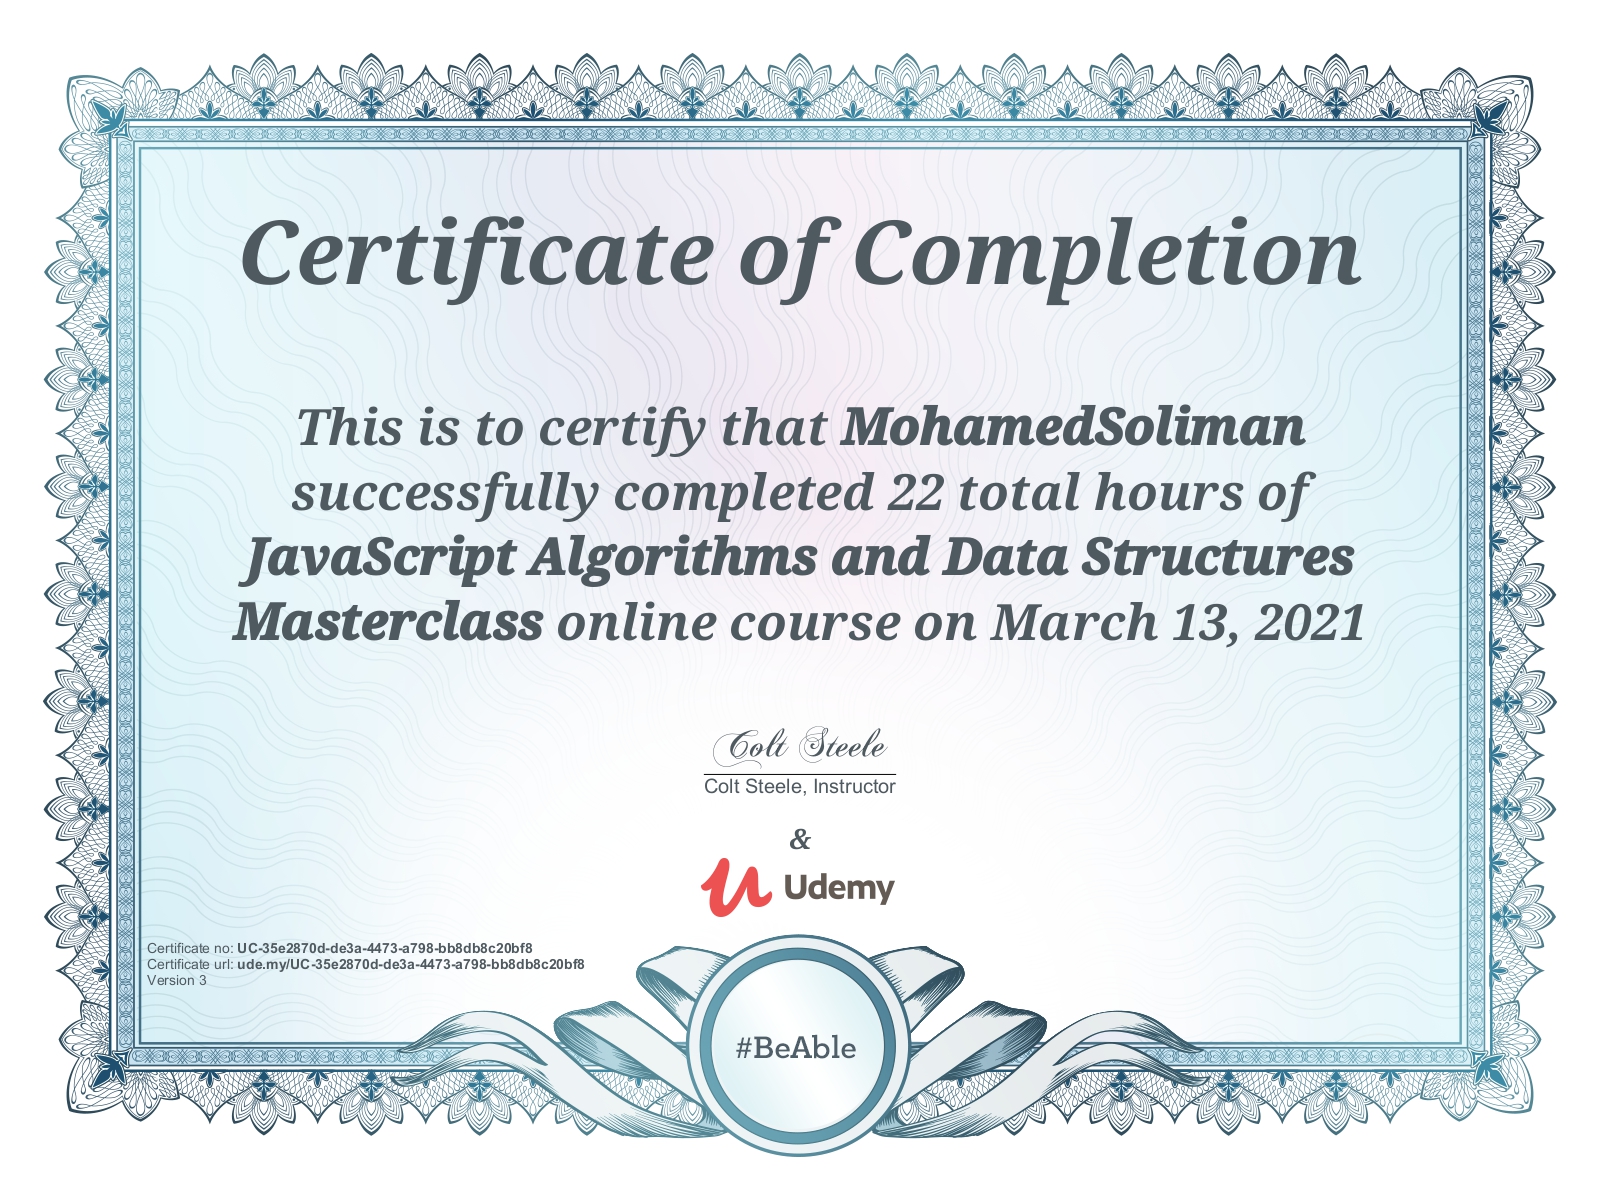 Certificate of Completion
This is to certify that MohamedSoliman
successfully completed 22 total hours of
JavaScript Algorithms and Data Structures
Masterclass online course on March 13, 2021
Colt Steele
Colt Steele, Instructor
&
Udemy
Certificate no: UC-35e2870d-de3a-4473-a798-bb8db8c20bf8
Certificate url: ude.my/UC-35e2870d-de3a-4473-a798-bb8db8c20bf8
Version 3
#BeAble